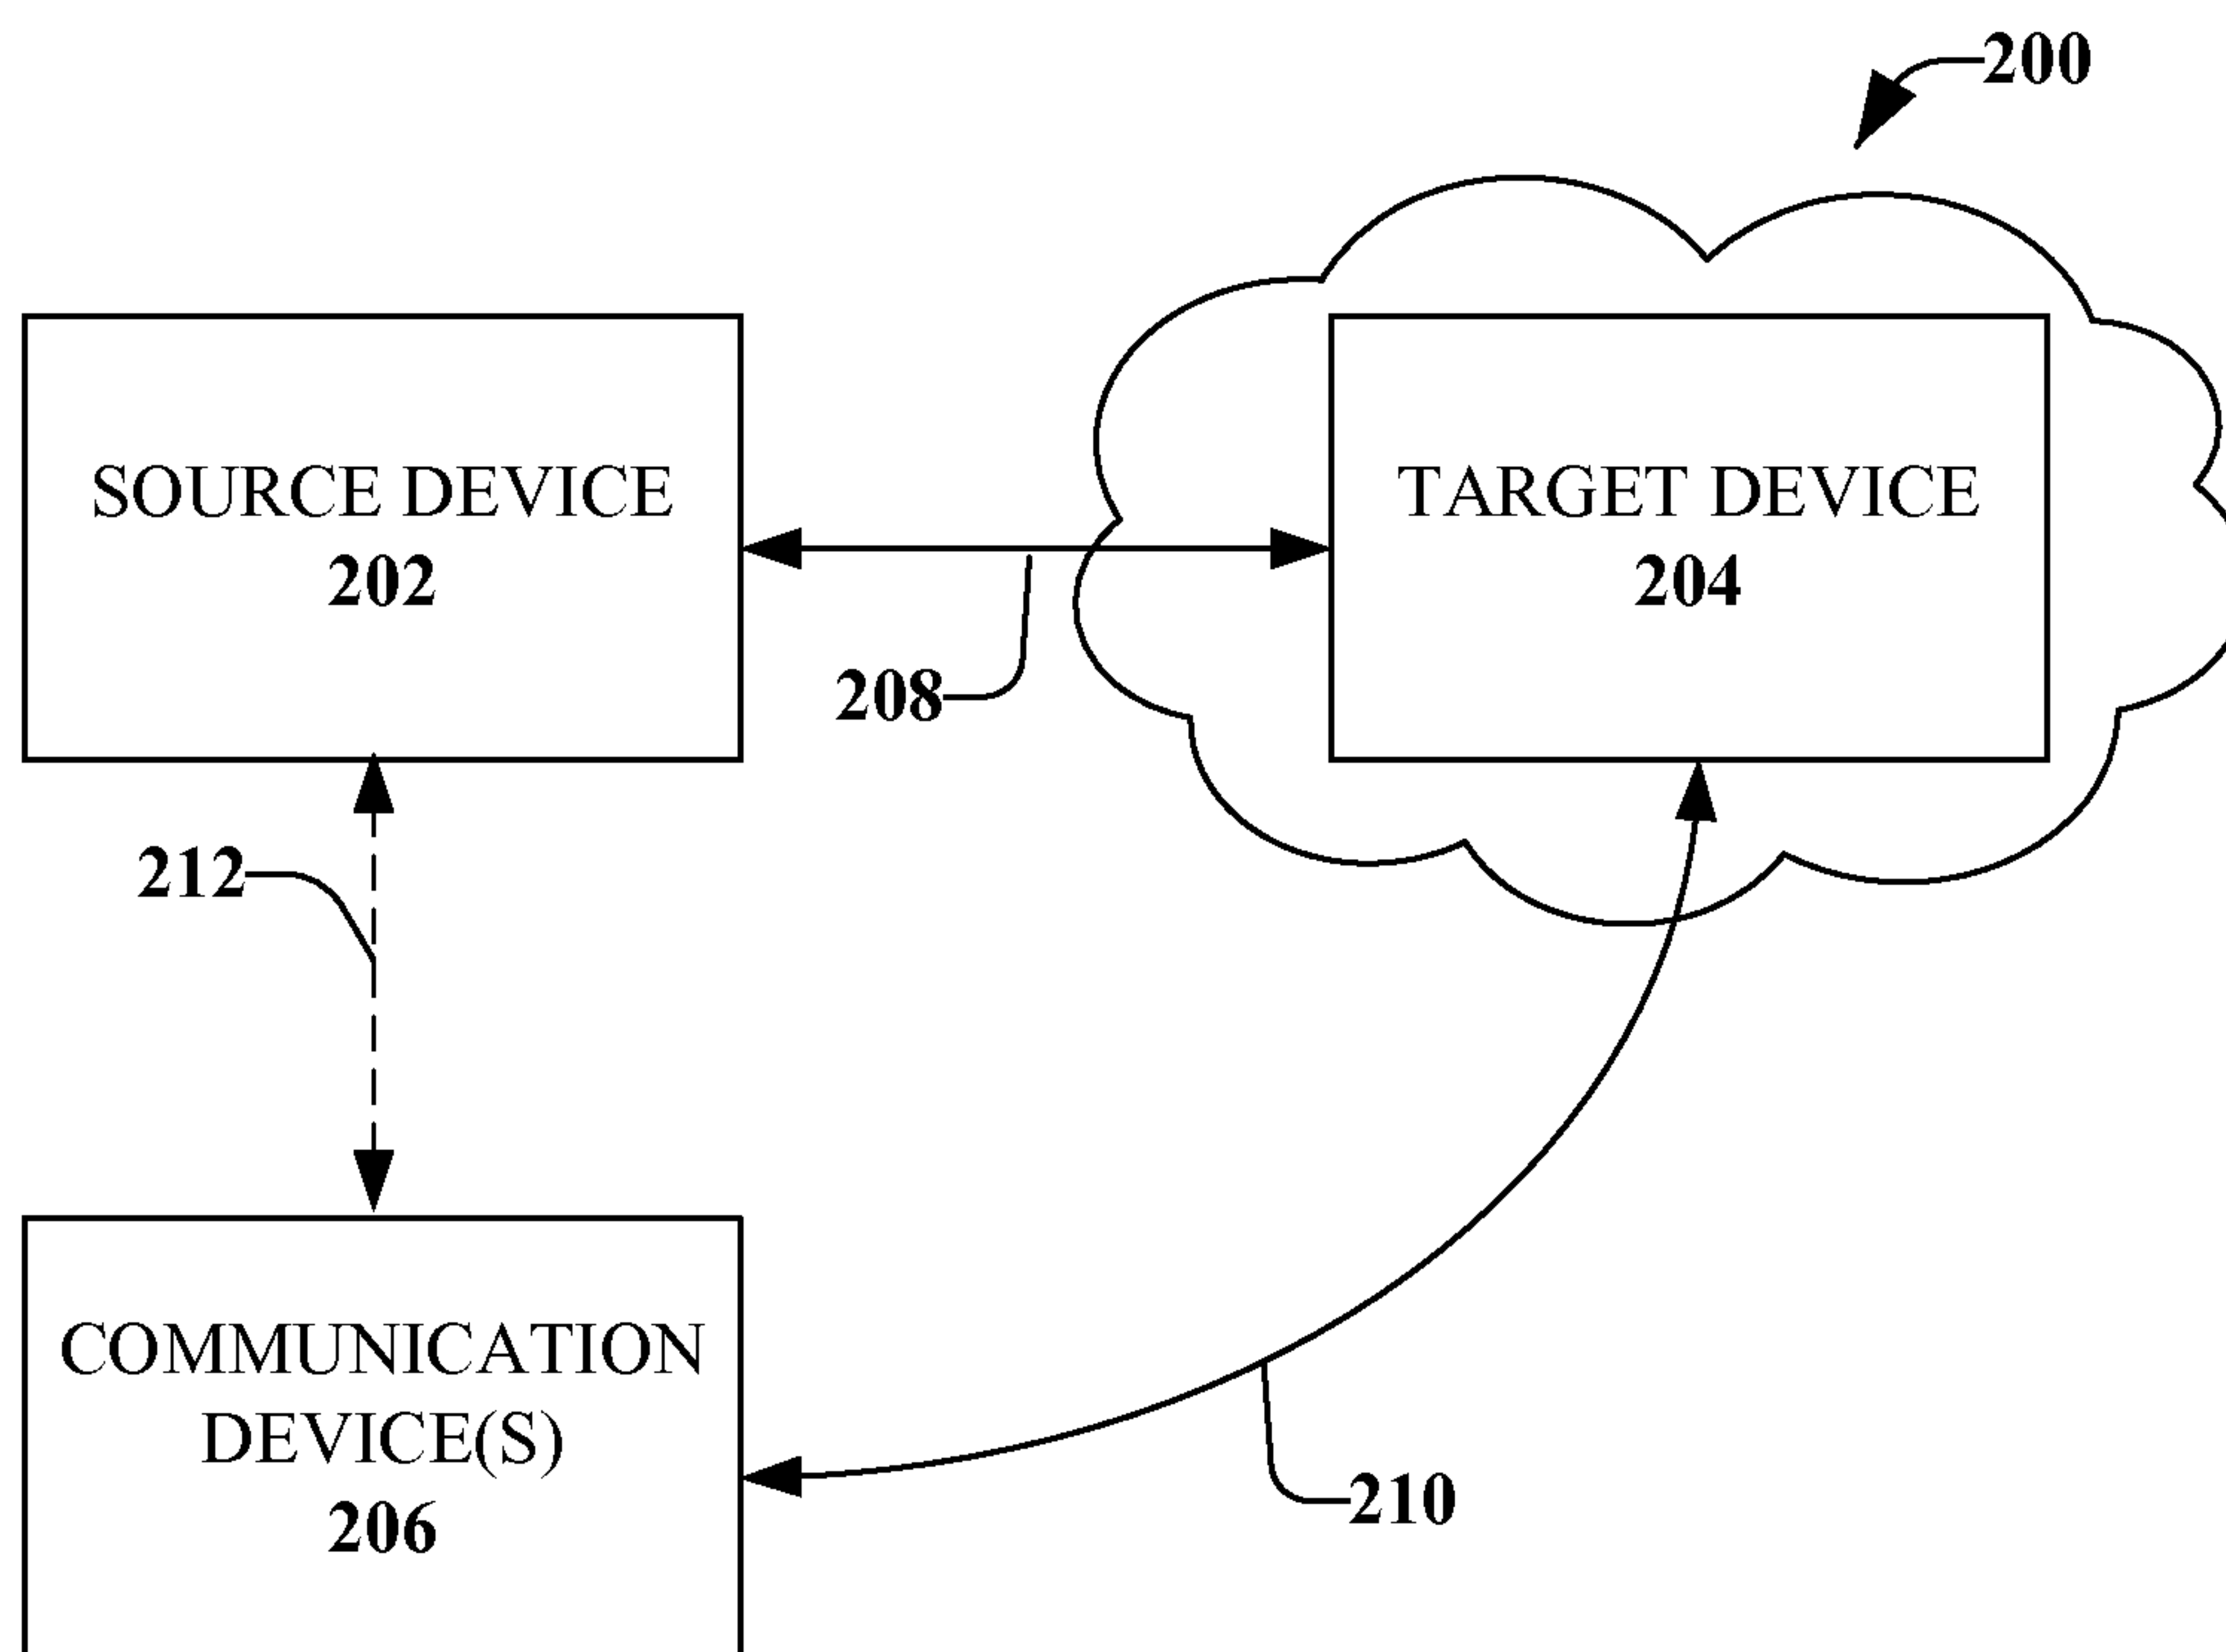 200
SOURCE DEVICE
202
TARGET DEVICE
204
208
212
COMMUNICATION
DEVICE(S)
206
210